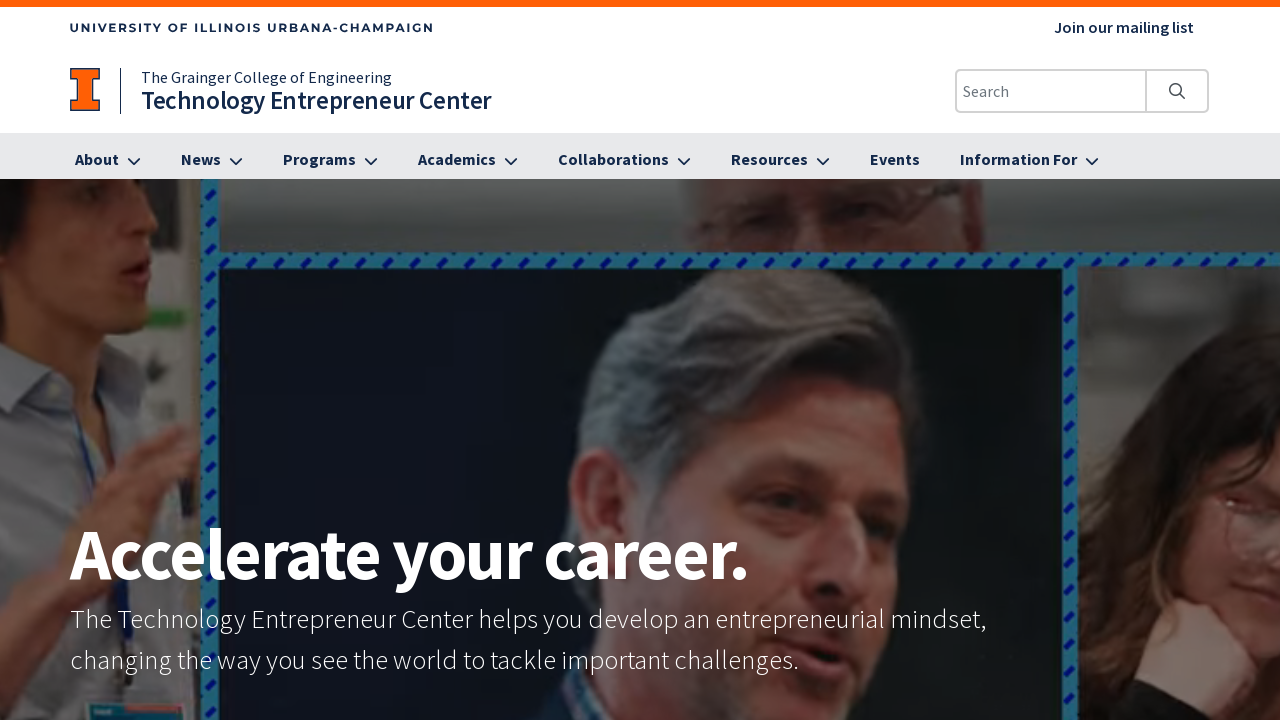 UNIVERSITY OF ILLINOIS URBANA-CHAMPAIGN
Join our mailing list
The Grainger College of Engineering
Technology Entrepreneur Center
Search
About
News
Programs
Academics
Collaborations
Resources
Events
Information For
Accelerate your career.
The Technology Entrepreneur Center helps you develop an entrepreneurial mindset,
changing the way you see the world to tackle important challenges.